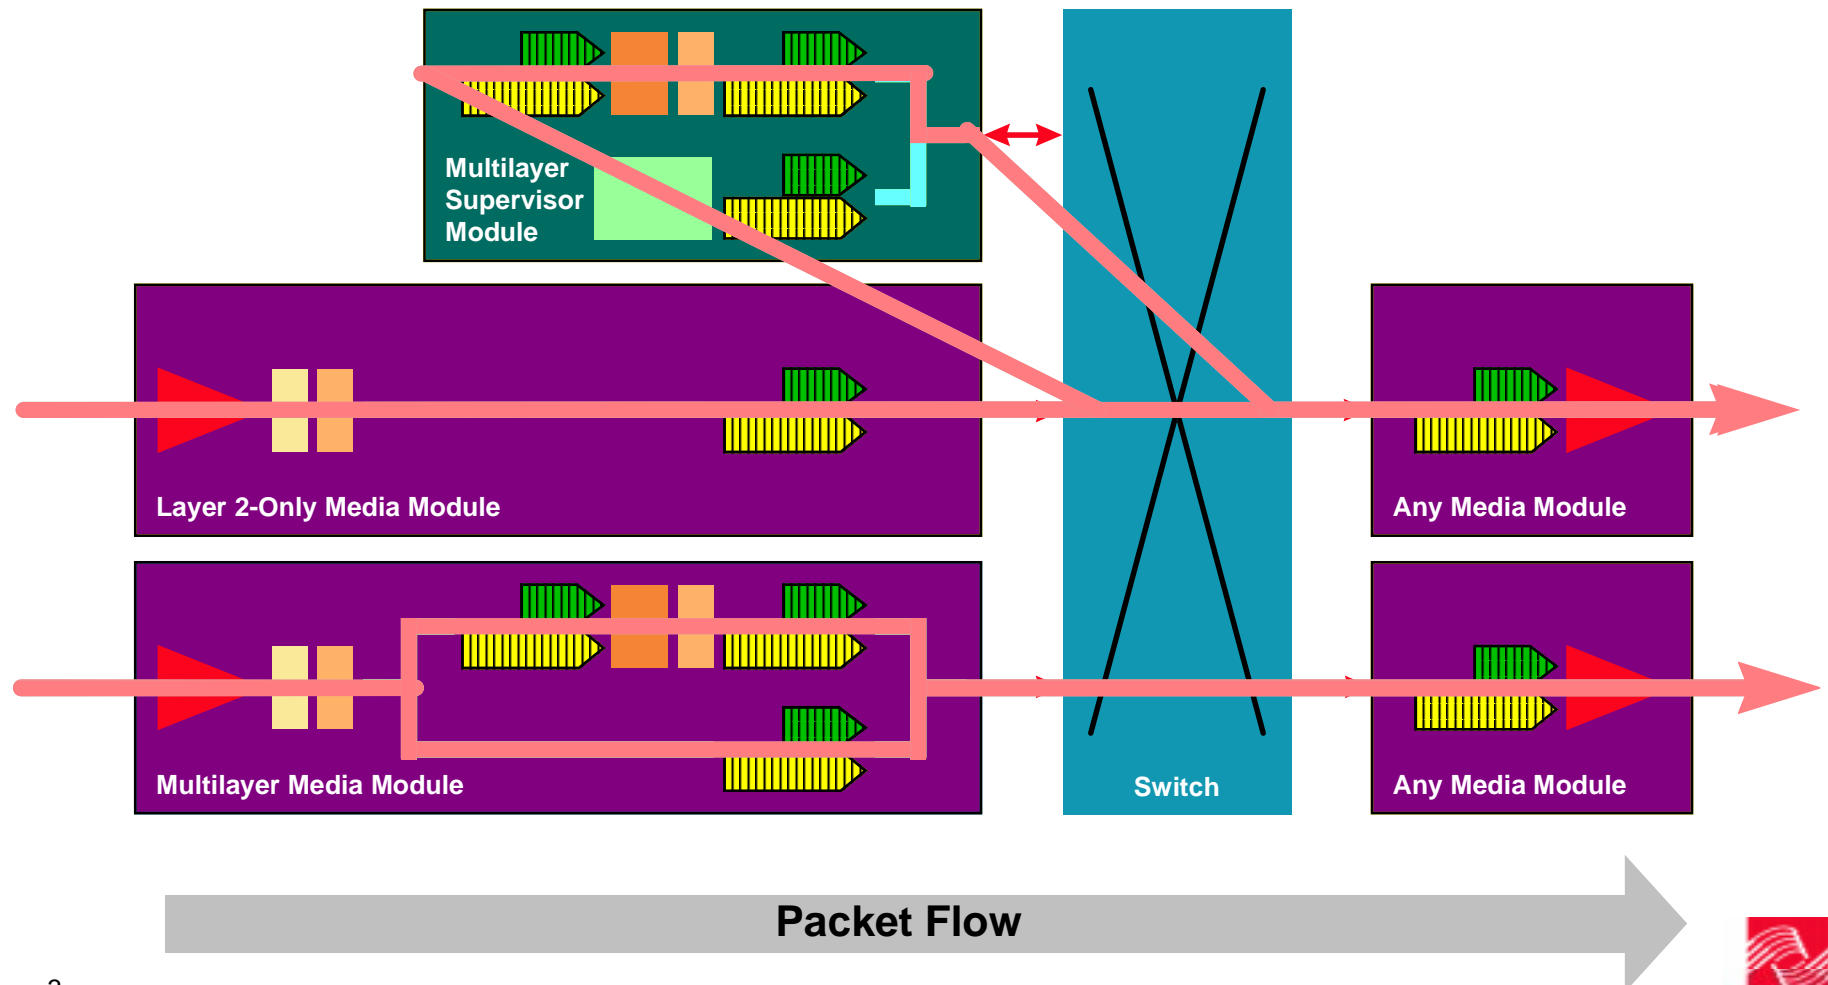 Multilayer
Supervisor
Module
Layer 2-Only Media Module
Any Media Module
Multilayer Media Module
Switch
Any Media Module
Packet Flow